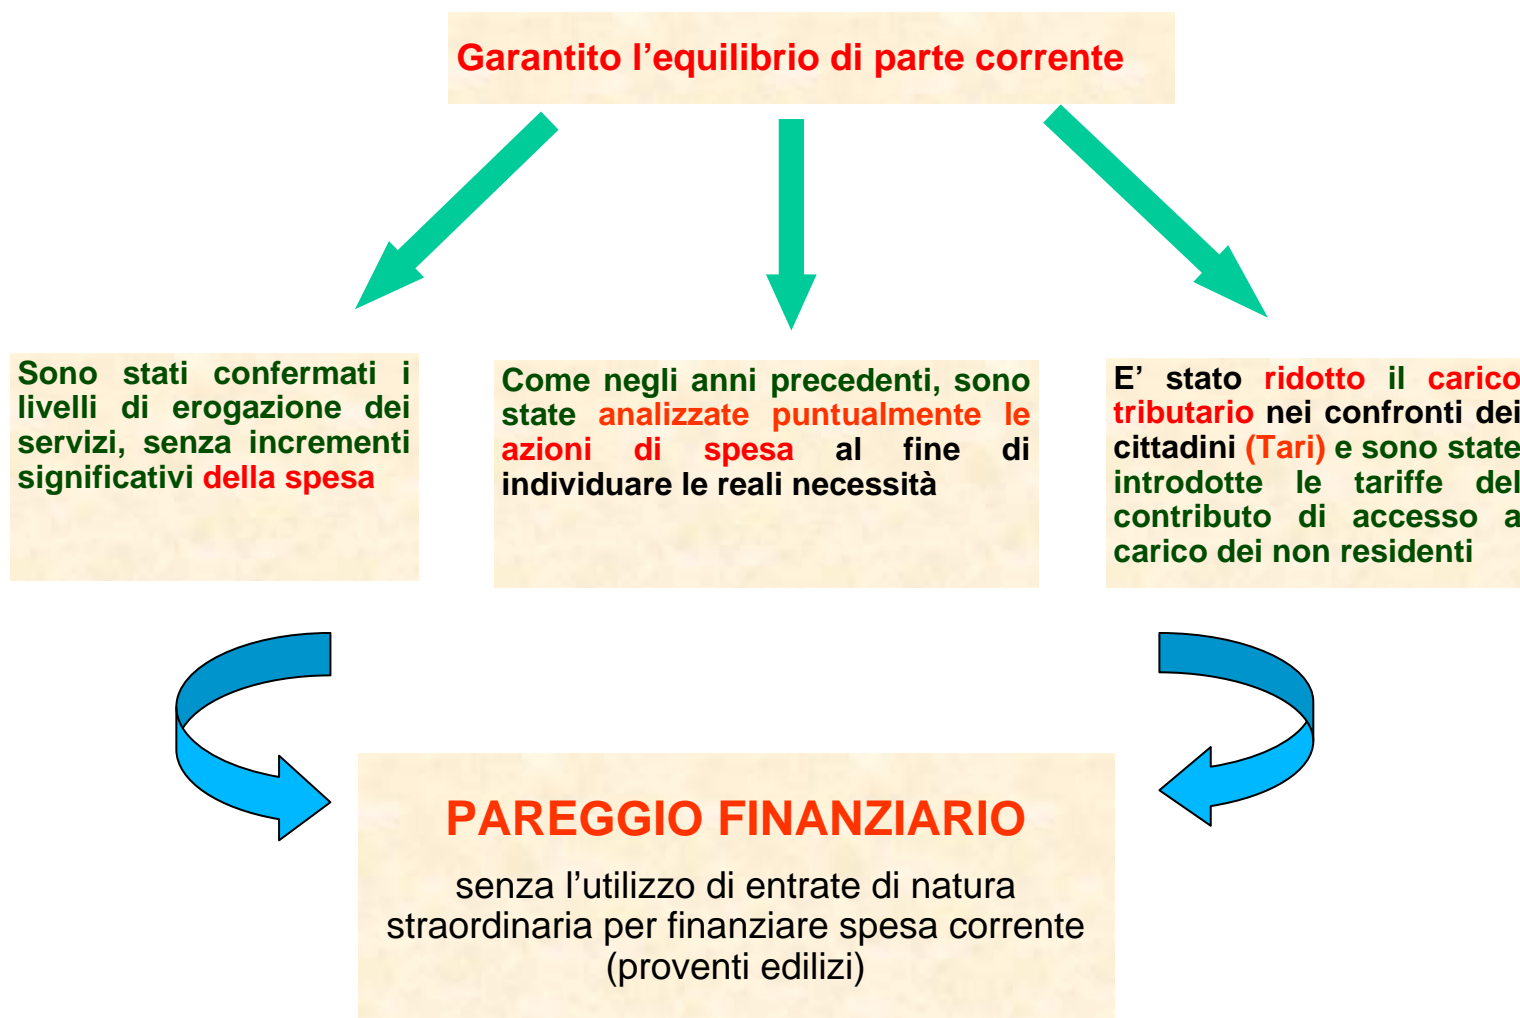 Garantito l’equilibrio di parte corrente
Sono stati confermati i
livelli di erogazione dei
servizi, senza incrementi
significativi della spesa
Come negli anni precedenti, sono
state analizzate puntualmente le
azioni di spesa al fine di
individuare le reali necessità
E’ stato ridotto il carico
tributario nei confronti dei
cittadini (Tari) e sono state
introdotte le tariffe del
contributo di accesso a
carico dei non residenti
PAREGGIO FINANZIARIO
senza l’utilizzo di entrate di natura
straordinaria per finanziare spesa corrente
(proventi edilizi)